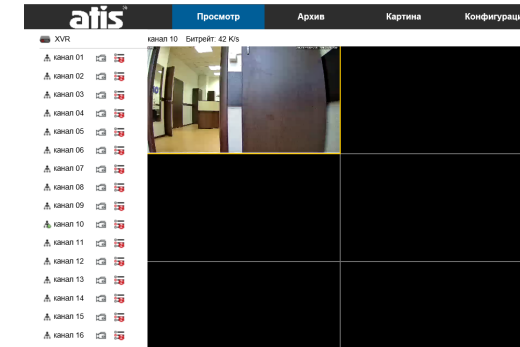 atis
Просмотр
Архив
Картина
Конфигураци
XVR
канал 10 Битрейт: 42 K/s
канал 01
канал 02
канал 03
канал 04
канал 05
канал 06
канал 07
канал 08
канал 09
канал 10
канал 11
канал 12
канал 13
канал 14
канал 15
канал 16